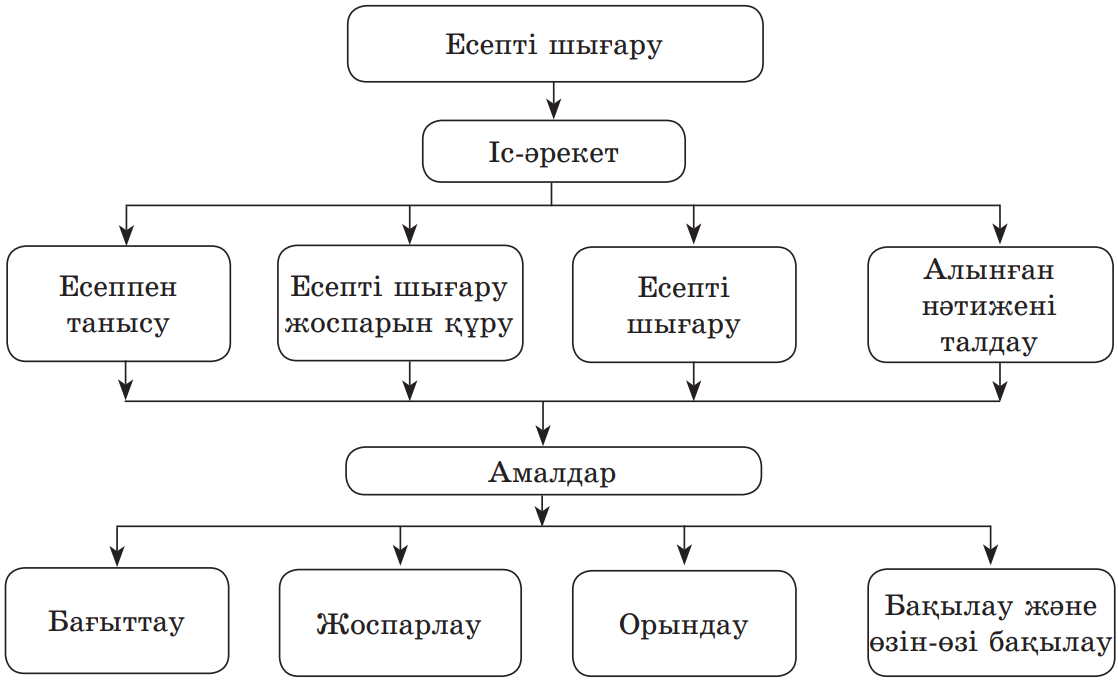 Есепті шығару
Іс-әрекет
Есеппен
танысу
Есепті шығару
жоспарын құру
Есепті
шығару
Алынған
нәтижені
талдау
Амалдар
Бағыттау
Жоспарлау
Орындау
Бақылау және
өзін-өзі бақылау